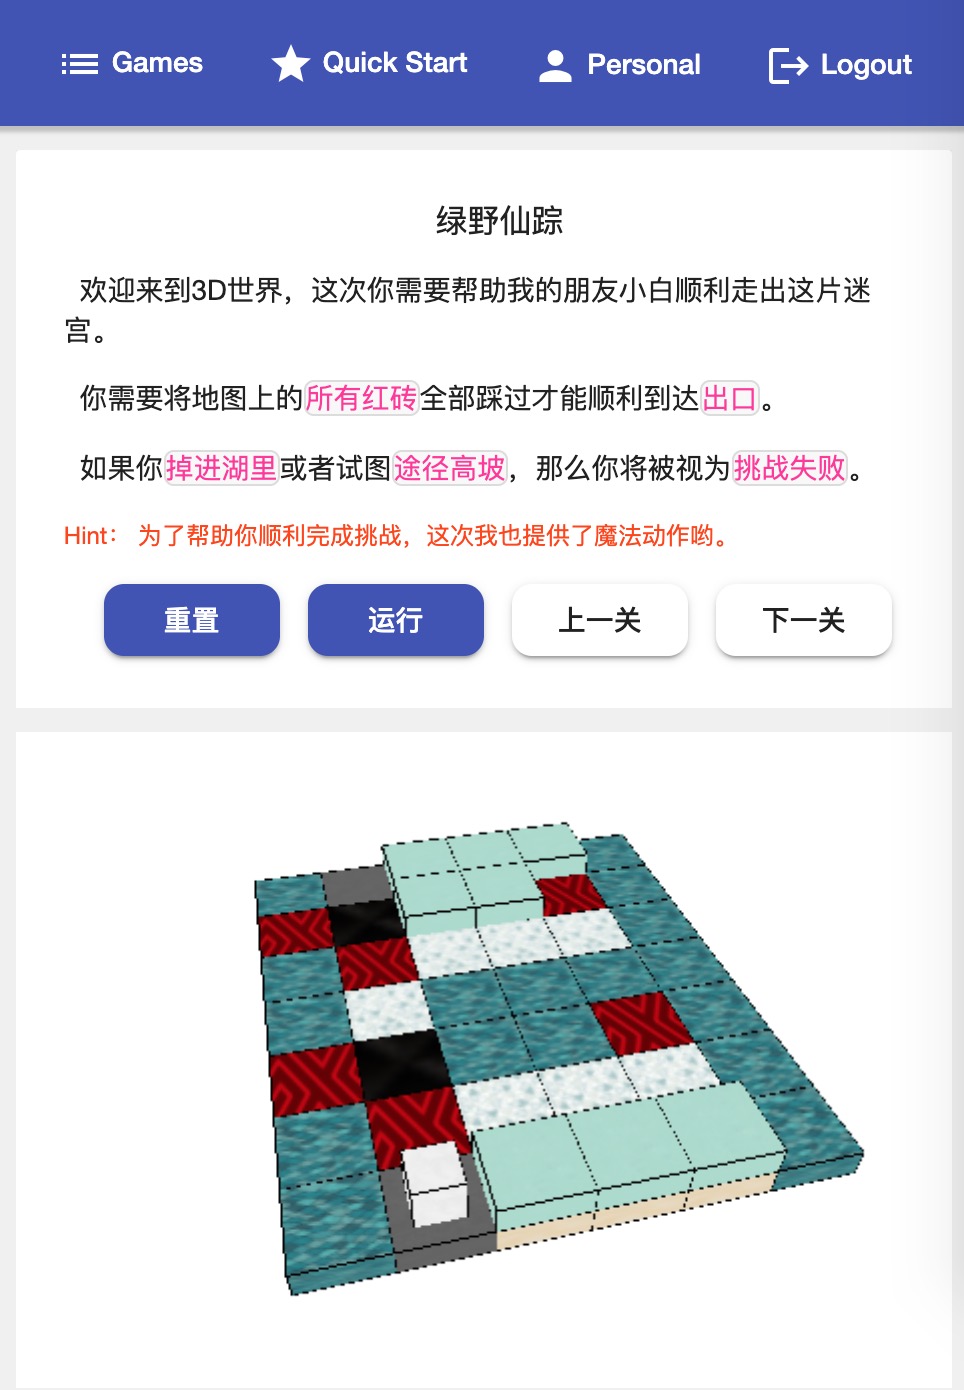 Games Quick Start Personal Logout
绿野仙踪
欢迎来到3D世界，这次你需要帮助我的朋友小白顺利走出这片迷
宫。
你需要将地图上的所有红砖全部踩过才能顺利到达出口。
如果你掉进湖里或者试图途径高坡，那么你将被视为挑战失败。
Hint： 为了帮助你顺利完成挑战，这次我也提供了魔法动作哟。
重置 运行 上一关 下一关